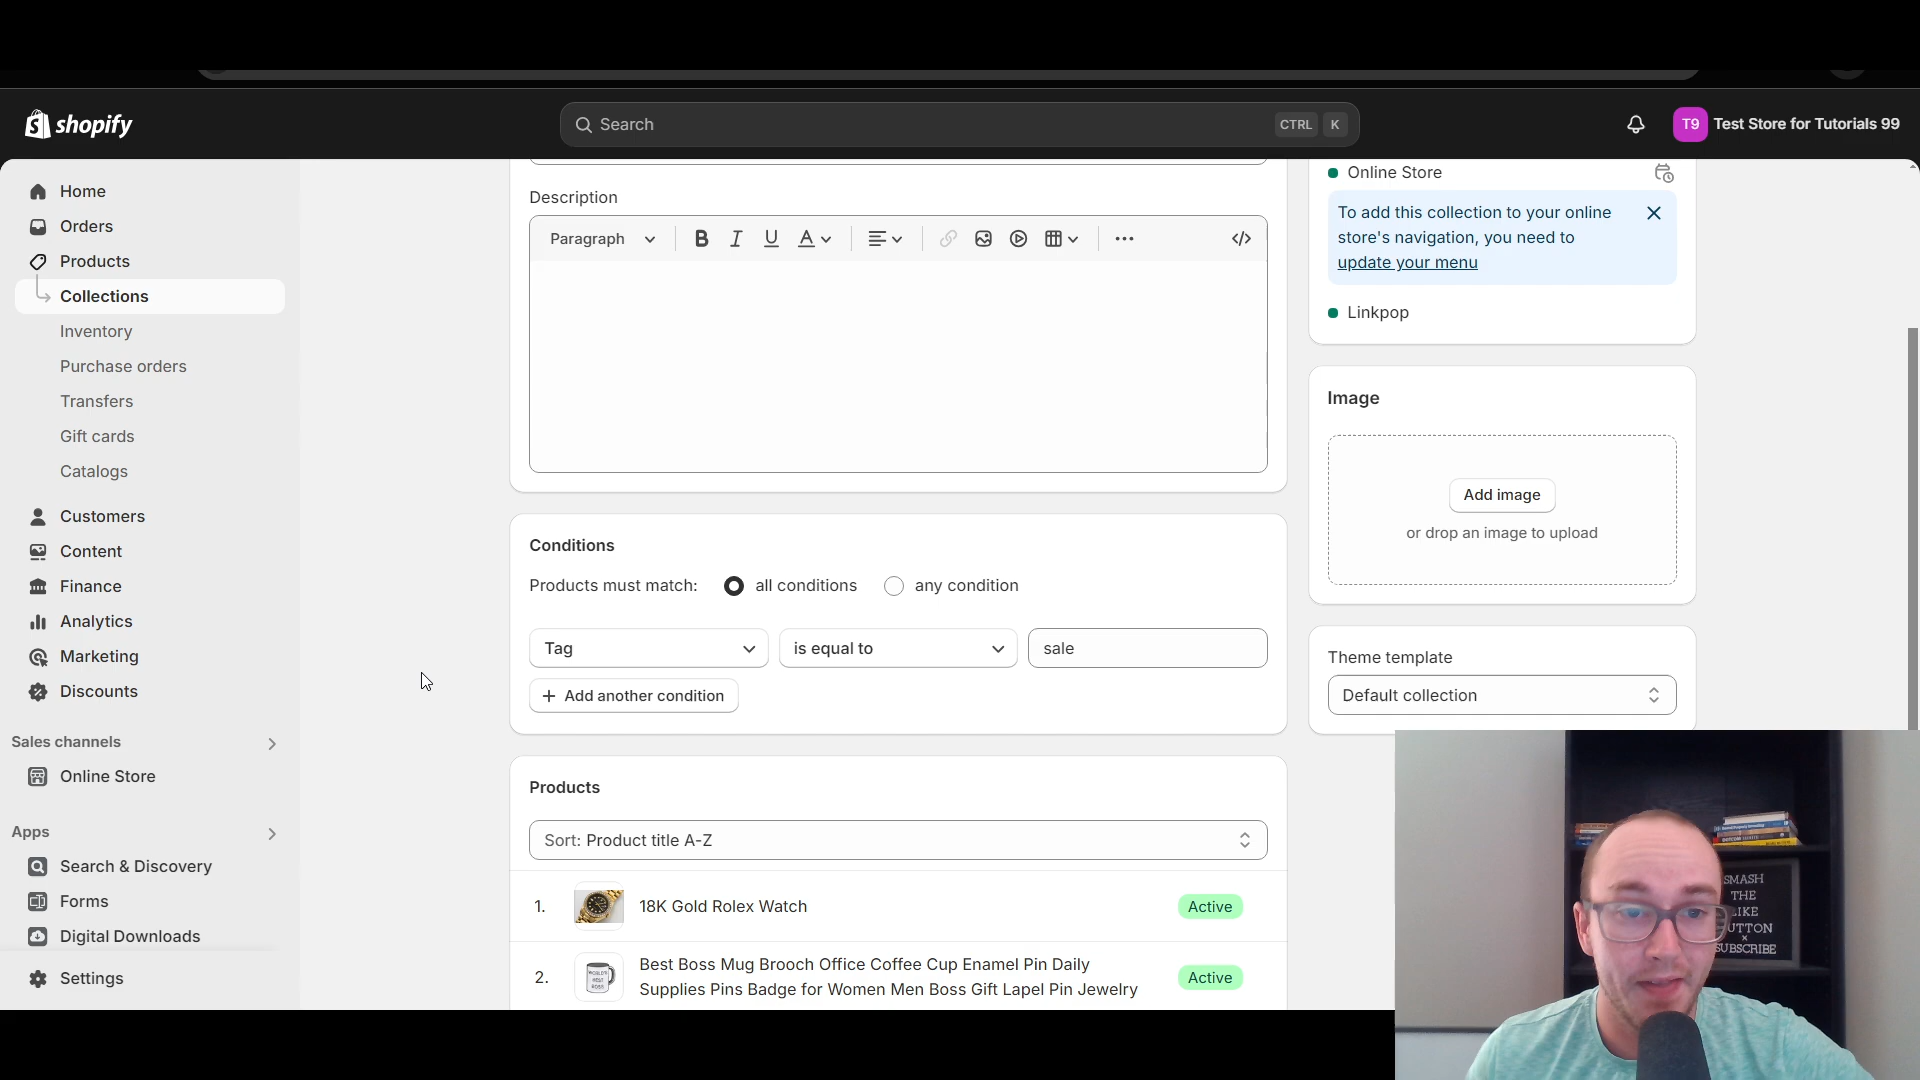 shopify
Search
CTRL K
T9
Test Store for Tutorials 99
Home
Orders
Products
Collections
Inventory
Purchase orders
Transfers
Gift cards
Catalogs
Customers
Content
Finance
Analytics
Marketing
Discounts
Sales channels
Online Store
Apps
Search & Discovery
Forms
Digital Downloads
Settings
Description
Paragraph
Conditions
Products must match:
all conditions
any condition
Tag
is equal to
sale
Add another condition
Products
Sort: Product title A-Z
1.
18K Gold Rolex Watch
Active
2.
Best Boss Mug Brooch Office Coffee Cup Enamel Pin Daily
Supplies Pins Badge for Women Men Boss Gift Lapel Pin Jewelry
Active
Online Store
To add this collection to your online
store's navigation, you need to
update your menu
Linkpop
Image
Add image
or drop an image to upload
Theme template
Default collection
SMASH
THE
SUBSCRIBE